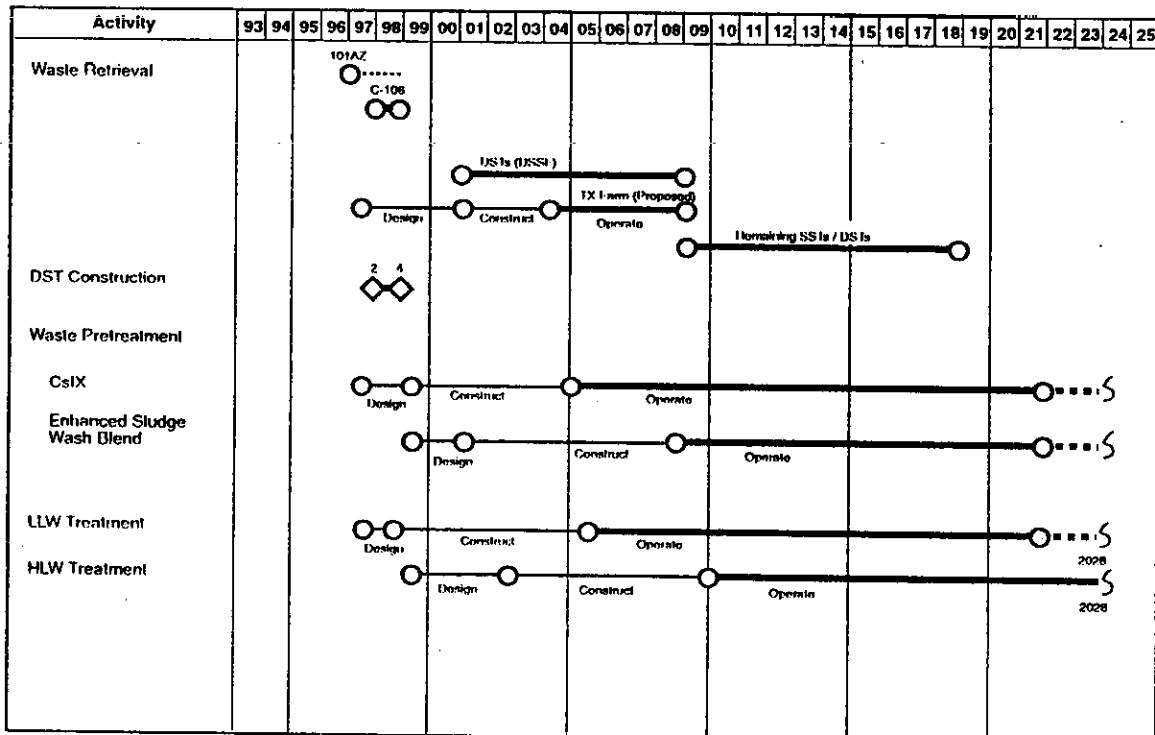 Activity 93 94 95 96 97 98 99 00 01 02 03 04 05 06 07 08 09 10 11 12 13 14 15 16 17 18 19 20 21 22 23 24 25
Waste Retrieval
101AZ
C-106
DSTs (DSSF)
TX Farm (Proposed)
Design Construct Operate
Remaining SSTs / DSTs
DST Construction
2 4
Waste Pretreatment
CsIX
Design Construct Operate
Enhanced Sludge
Wash Blend
Design Construct Operate
LLW Treatment
Design Construct Operate
2028
HLW Treatment
Design Construct Operate
2028